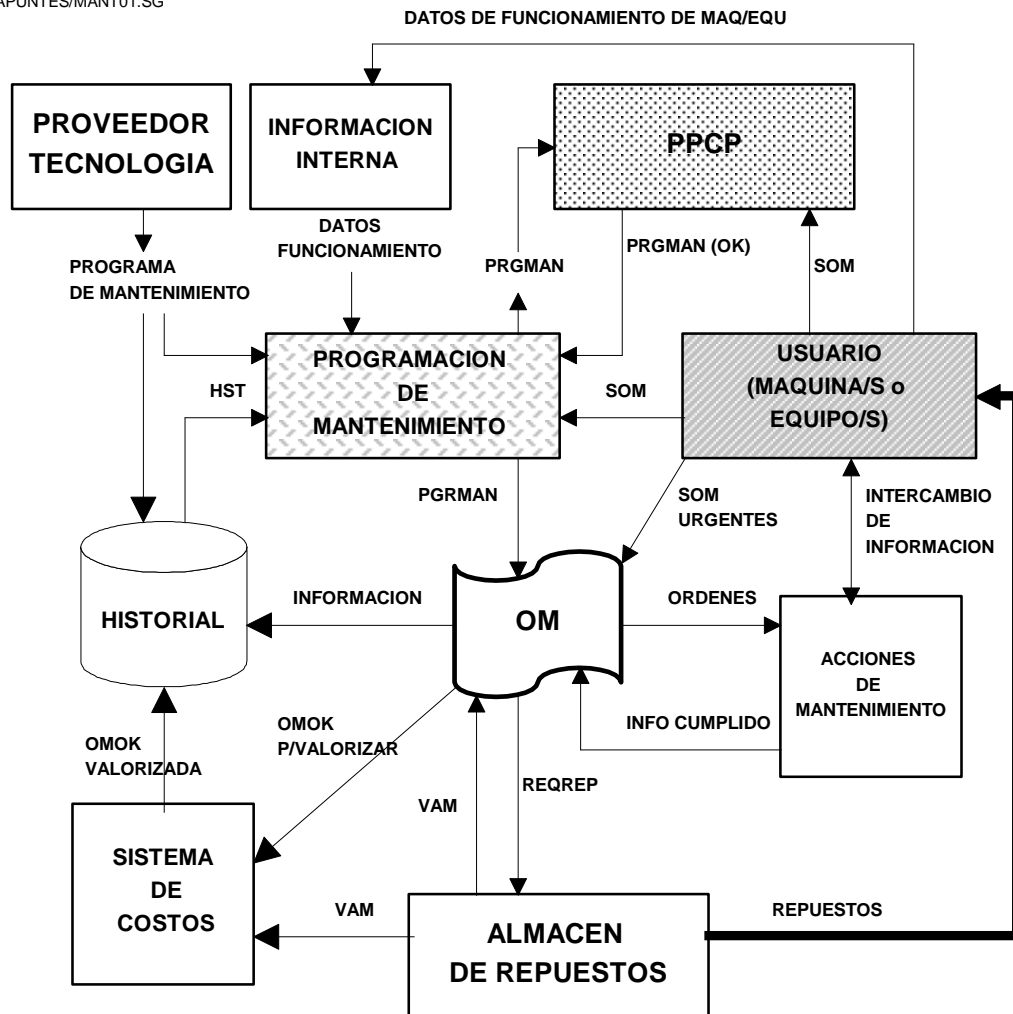 APUNTES/MANT01.SG
DATOS DE FUNCIONAMIENTO DE MAQ/EQU
PROVEEDOR
TECNOLOGIA
INFORMACION
INTERNA
PPCP
DATOS
FUNCIONAMIENTO
PROGRAMA
DE MANTENIMIENTO
PRGMAN
PRGMAN (OK)
SOM
PROGRAMACION
DE
MANTENIMIENTO
HST
SOM
USUARIO
(MAQUINA/S o
EQUIPO/S)
PGRMAN
SOM
URGENTES
INTERCAMBIO
DE
INFORMACION
HISTORIAL
INFORMACION
OM
ORDENES
ACCIONES
DE
MANTENIMIENTO
INFO CUMPLIDO
OMOK
VALORIZADA
OMOK
P/VALORIZAR
VAM
REQREP
SISTEMA
DE
COSTOS
VAM
ALMACEN
DE REPUESTOS
REPUESTOS